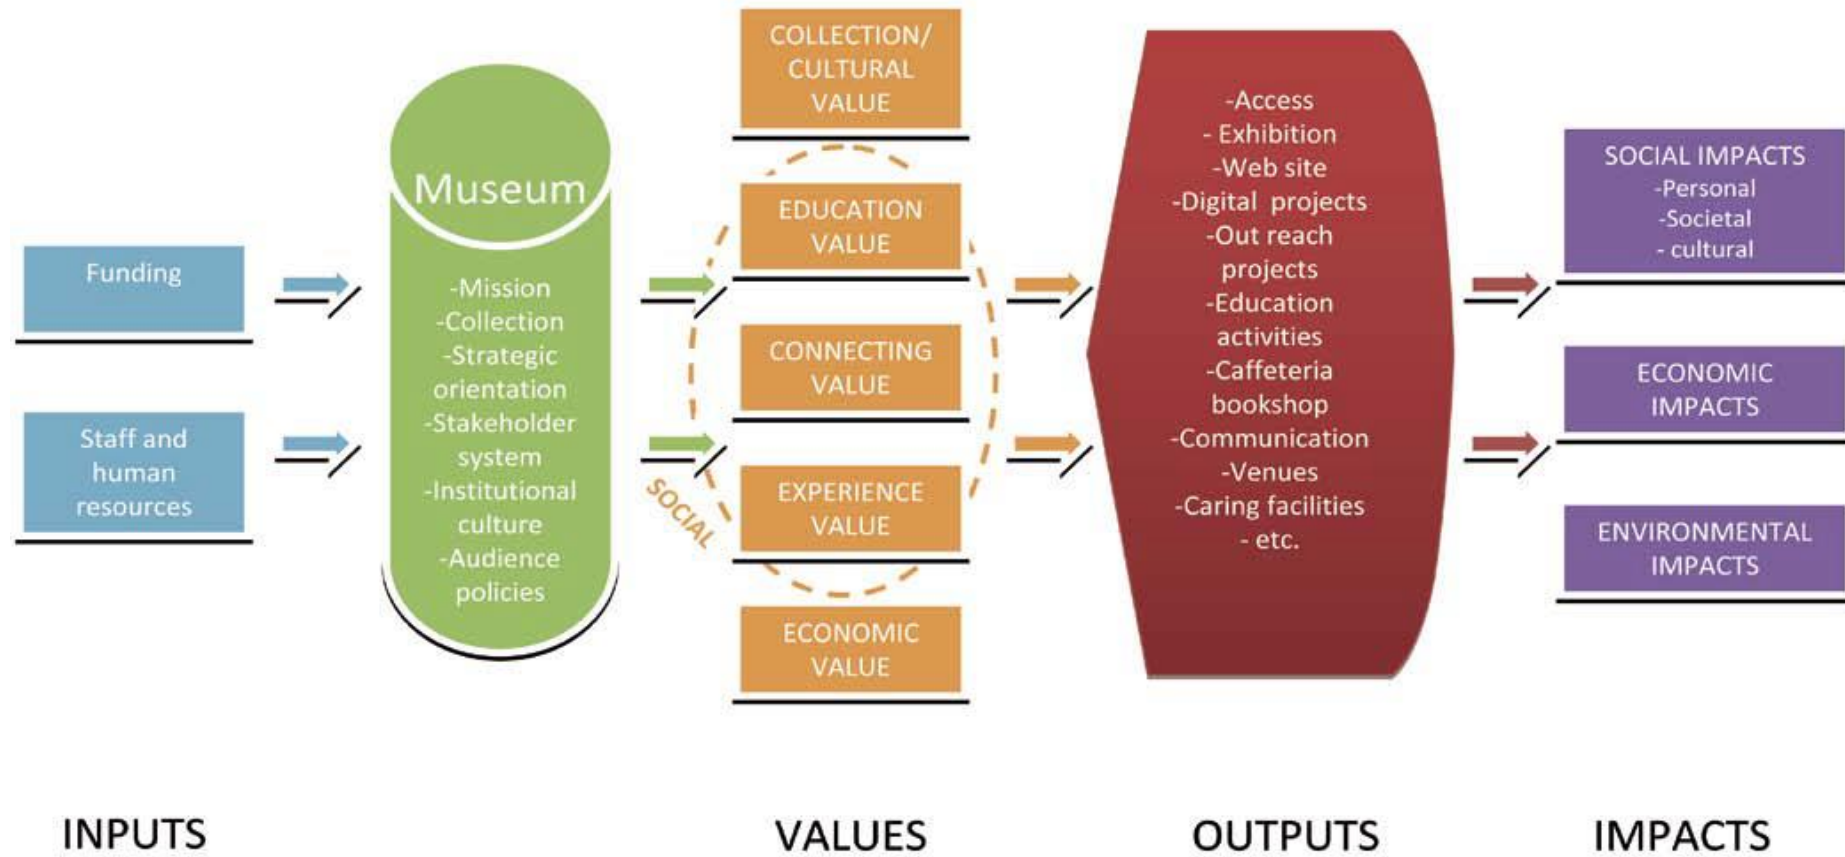 Funding
Staff and
human
resources
Museum
-Mission
-Collection
-Strategic
orientation
-Stakeholder
system
-Institutional
culture
-Audience
policies
COLLECTION/
CULTURAL
VALUE
EDUCATION
VALUE
CONNECTING
VALUE
EXPERIENCE
VALUE
SOCIAL
ECONOMIC
VALUE
-Access
- Exhibition
-Web site
-Digital projects
-Out reach
projects
-Education
activities
-Caffeteria
bookshop
-Communication
-Venues
-Caring facilities
- etc.
SOCIAL IMPACTS
-Personal
-Societal
- cultural
ECONOMIC
IMPACTS
ENVIRONMENTAL
IMPACTS
INPUTS
VALUES
OUTPUTS
IMPACTS